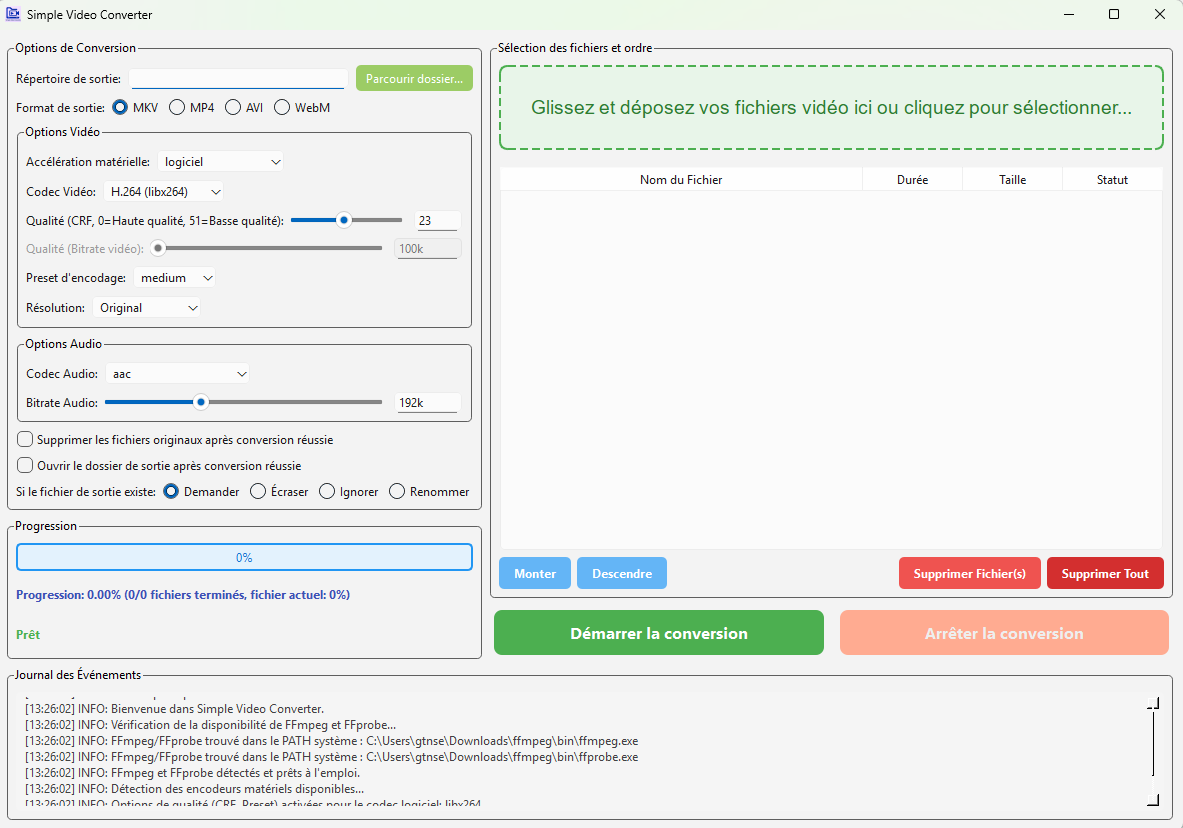 Simple Video Converter
Options de Conversion
Répertoire de sortie:
Parcourir dossier...
Format de sortie: MKV MP4 AVI WebM
Options Vidéo
Accélération matérielle: logiciel
Codec Vidéo: H.264 (libx264)
Qualité (CRF, 0=Haute qualité, 51=Basse qualité): 23
Qualité (Bitrate vidéo): 100k
Preset d'encodage: medium
Résolution: Original
Options Audio
Codec Audio: aac
Bitrate Audio: 192k
Supprimer les fichiers originaux après conversion réussie
Ouvrir le dossier de sortie après conversion réussie
Si le fichier de sortie existe: Demander Écraser Ignorer Renommer
Progression
0%
Progression: 0.00% (0/0 fichiers terminés, fichier actuel: 0%)
Prêt
Sélection des fichiers et ordre
Glissez et déposez vos fichiers vidéo ici ou cliquez pour sélectionner...
Nom du Fichier Durée Taille Statut
Monter Descendre Supprimer Fichier(s) Supprimer Tout
Démarrer la conversion Arrêter la conversion
Journal des Événements
[13:26:02] INFO: Bienvenue dans Simple Video Converter.
[13:26:02] INFO: Vérification de la disponibilité de FFmpeg et FFprobe...
[13:26:02] INFO: FFmpeg/FFprobe trouvé dans le PATH système : C:\Users\gtnse\Downloads\ffmpeg\bin\ffmpeg.exe
[13:26:02] INFO: FFmpeg/FFprobe trouvé dans le PATH système : C:\Users\gtnse\Downloads\ffmpeg\bin\ffprobe.exe
[13:26:02] INFO: FFmpeg et FFprobe détectés et prêts à l'emploi.
[13:26:02] INFO: Détection des encodeurs matériels disponibles...
[13:26:02] INFO: Options de qualité (CRF, Preset) activées pour le codec logiciel: libx264